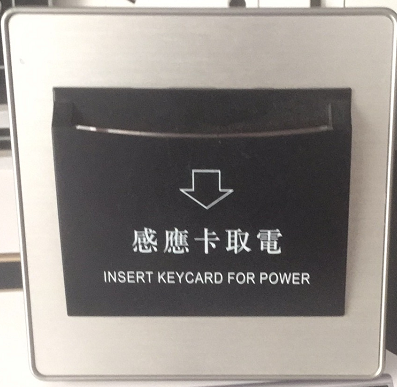 感應卡取電
INSERT KEYCARD FOR POWER